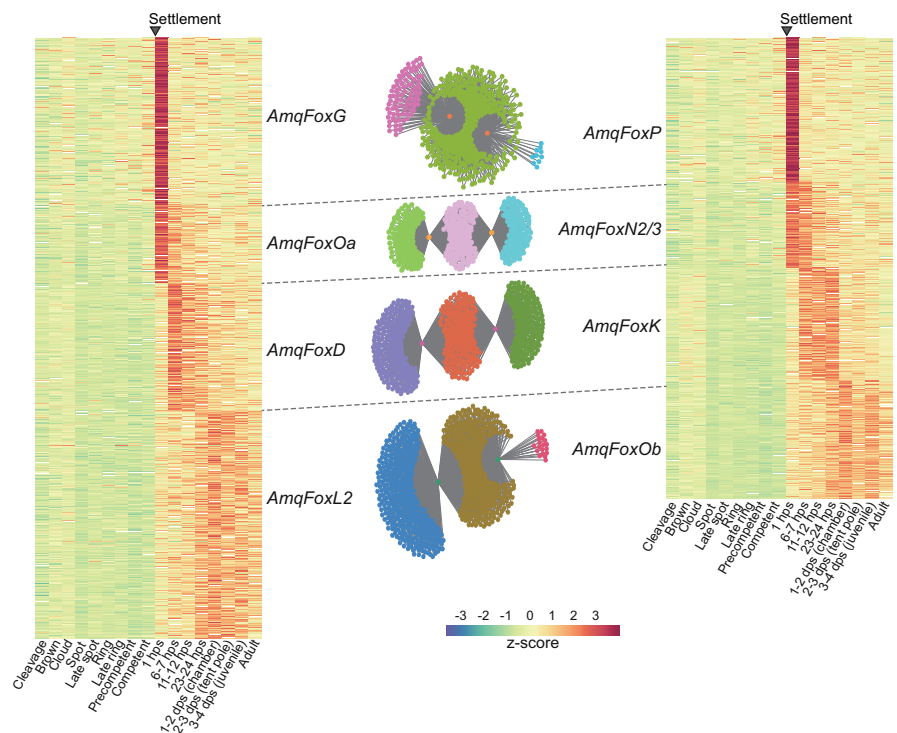 Settlement
Settlement
AmqFoxG
AmqFoxP
AmqFoxOa
AmqFoxN2/3
AmqFoxD
AmqFoxK
AmqFoxL2
AmqFoxOb
Cleavage
Brown
Cloud
Spot
Late spot
Ring
Late ring
Precompetent
Competent
1 hps
6-7 hps
11-12 hps
23-24 hps
1-2 dps (chamber)
2-3 dps (tent pole)
3-4 dps (juvenile)
Adult
Cleavage
Brown
Cloud
Spot
Late spot
Ring
Late ring
Precompetent
Competent
1 hps
6-7 hps
11-12 hps
23-24 hps
1-2 dps (chamber)
2-3 dps (tent pole)
3-4 dps (juvenile)
Adult
-3 -2 -1 0 1 2 3
z-score